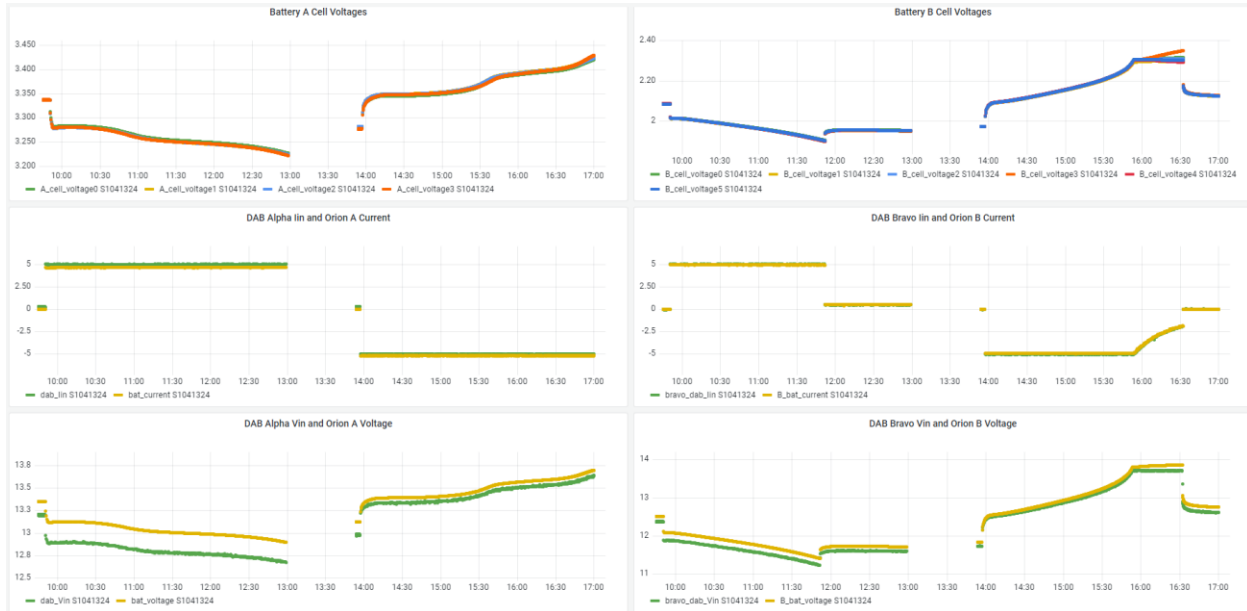 Battery A Cell Voltages
3.450
3.400
3.350
3.300
3.250
3.200
10:00 10:30 11:00 11:30 12:00 12:30 13:00 13:30 14:00 14:30 15:00 15:30 16:00 16:30 17:00
A_cell_voltage0 S1041324 A_cell_voltage1 S1041324 A_cell_voltage2 S1041324 A_cell_voltage3 S1041324
Battery B Cell Voltages
2.40
2.20
2
10:00 10:30 11:00 11:30 12:00 12:30 13:00 13:30 14:00 14:30 15:00 15:30 16:00 16:30 17:00
B_cell_voltage0 S1041324 B_cell_voltage1 S1041324 B_cell_voltage2 S1041324 B_cell_voltage3 S1041324 B_cell_voltage4 S1041324
B_cell_voltage5 S1041324
DAB Alpha Iin and Orion A Current
5
2.50
0
-2.5
-5
10:00 10:30 11:00 11:30 12:00 12:30 13:00 13:30 14:00 14:30 15:00 15:30 16:00 16:30 17:00
dab_Iin S1041324 bat_current S1041324
DAB Bravo Iin and Orion B Current
5
2.50
0
-2.5
-5
10:00 10:30 11:00 11:30 12:00 12:30 13:00 13:30 14:00 14:30 15:00 15:30 16:00 16:30 17:00
bravo_dab_Iin S1041324 B_bat_current S1041324
DAB Alpha Vin and Orion A Voltage
13.8
13.5
13.3
13
12.8
12.5
10:00 10:30 11:00 11:30 12:00 12:30 13:00 13:30 14:00 14:30 15:00 15:30 16:00 16:30 17:00
dab_Vin S1041324 bat_voltage S1041324
DAB Bravo Vin and Orion B Voltage
14
13
12
11
10:00 10:30 11:00 11:30 12:00 12:30 13:00 13:30 14:00 14:30 15:00 15:30 16:00 16:30 17:00
bravo_dab_Vin S1041324 B_bat_voltage S1041324